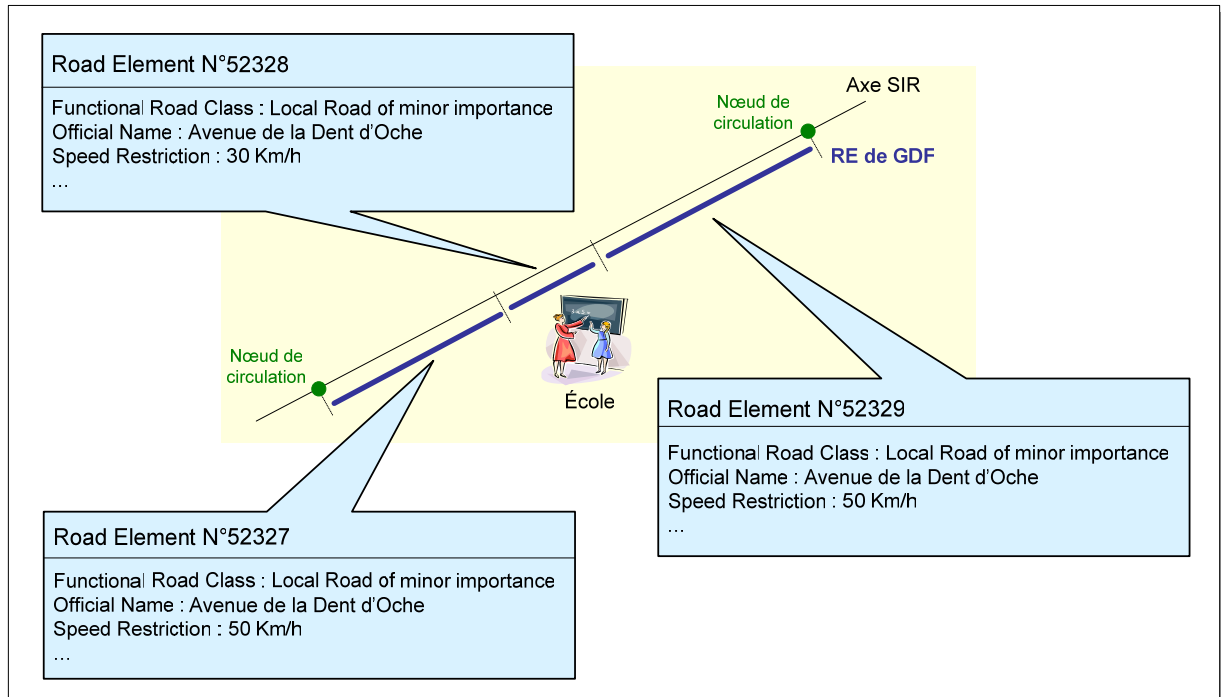 Road Element N°52328
Functional Road Class : Local Road of minor importance
Official Name : Avenue de la Dent d'Oche
Speed Restriction : 30 Km/h
…
Axe SIR
Nœud de
circulation
RE de GDF
Nœud de
circulation
École
Road Element N°52329
Functional Road Class : Local Road of minor importance
Official Name : Avenue de la Dent d'Oche
Speed Restriction : 50 Km/h
…
Road Element N°52327
Functional Road Class : Local Road of minor importance
Official Name : Avenue de la Dent d'Oche
Speed Restriction : 50 Km/h
…